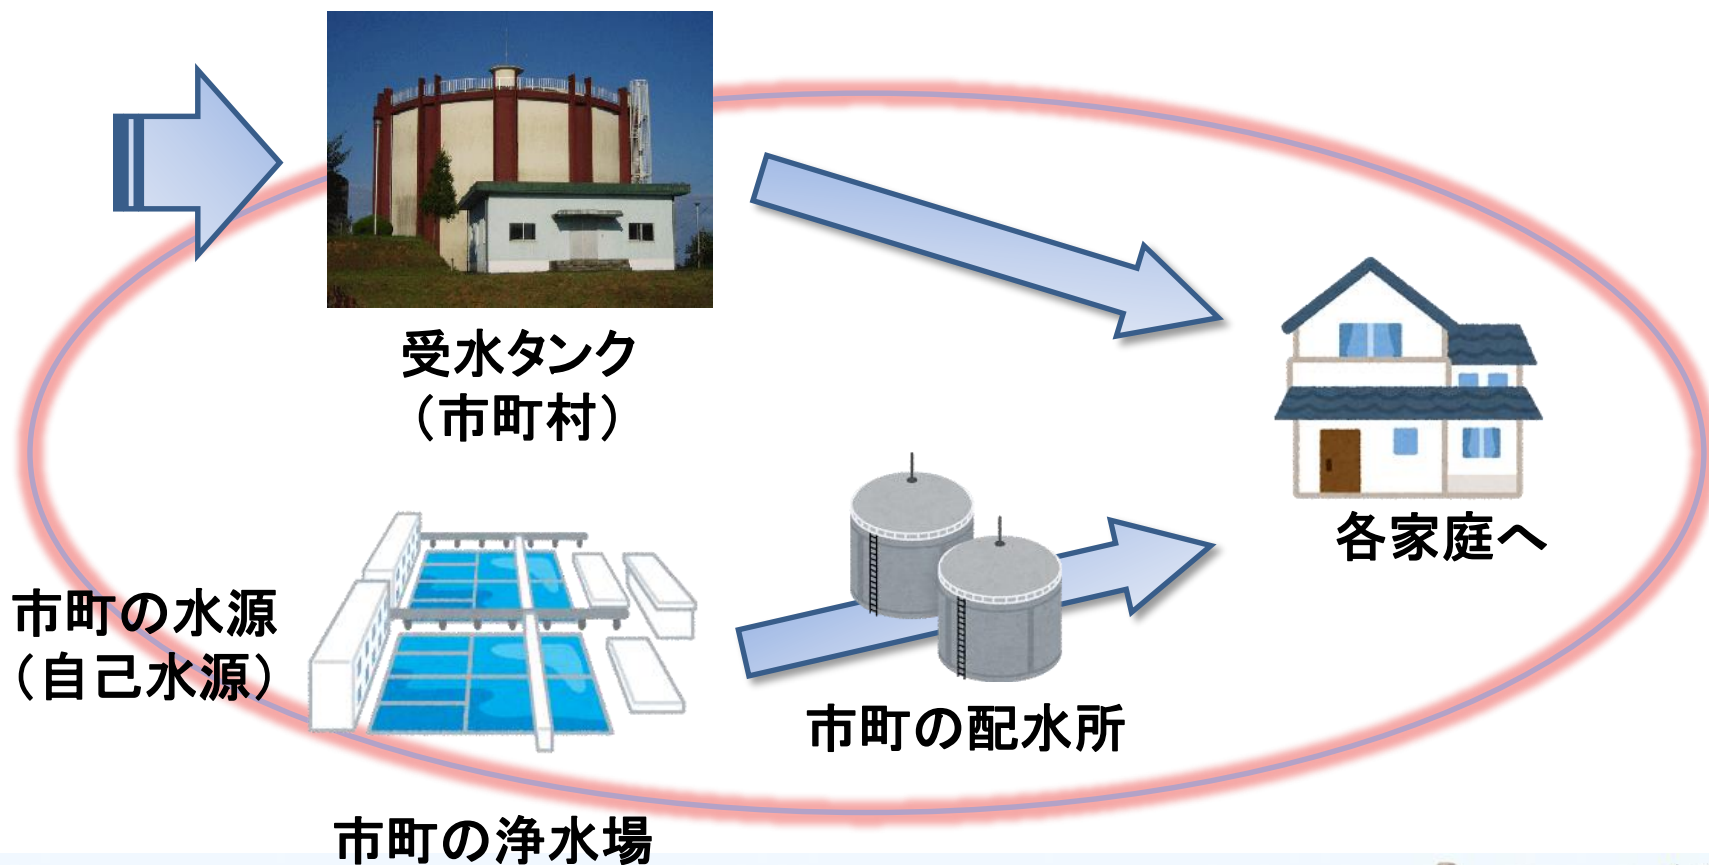 受水タンク
（市町村）
各家庭へ
市町の水源
（自己水源）
市町の配水所
市町の浄水場